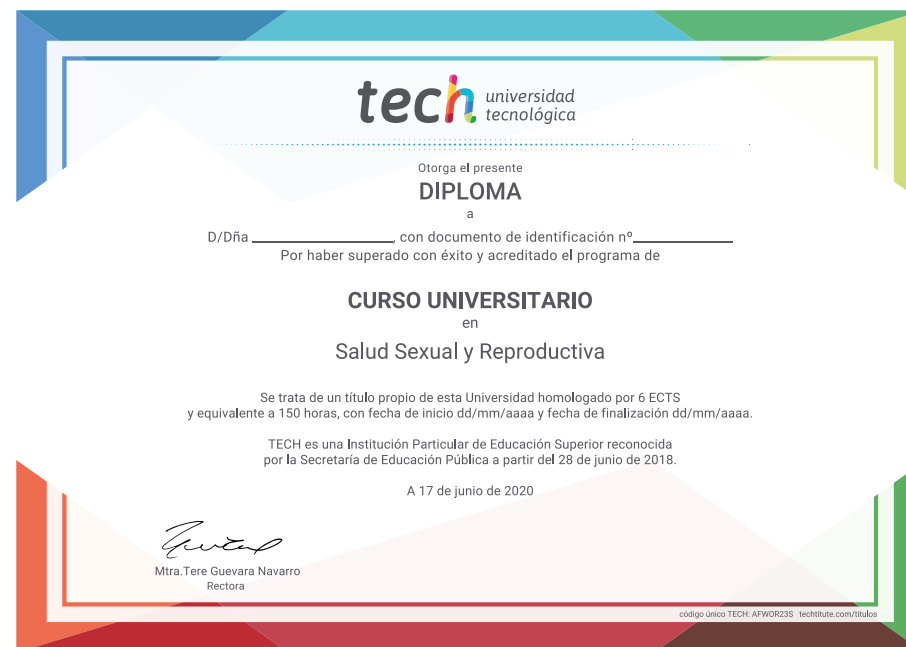 tech universidad
tecnológica
Otorga el presente
DIPLOMA
a
D/Dña ____________________, con documento de identificación nº______________
Por haber superado con éxito y acreditado el programa de
CURSO UNIVERSITARIO
en
Salud Sexual y Reproductiva
Se trata de un título propio de esta Universidad homologado por 6 ECTS
y equivalente a 150 horas, con fecha de inicio dd/mm/aaaa y fecha de finalización dd/mm/aaaa.
TECH es una Institución Particular de Educación Superior reconocida
por la Secretaría de Educación Pública a partir del 28 de junio de 2018.
A 17 de junio de 2020
Mtra.Tere Guevara Navarro
Rectora
código único TECH: AFWOR23S techtitute.com/titulos